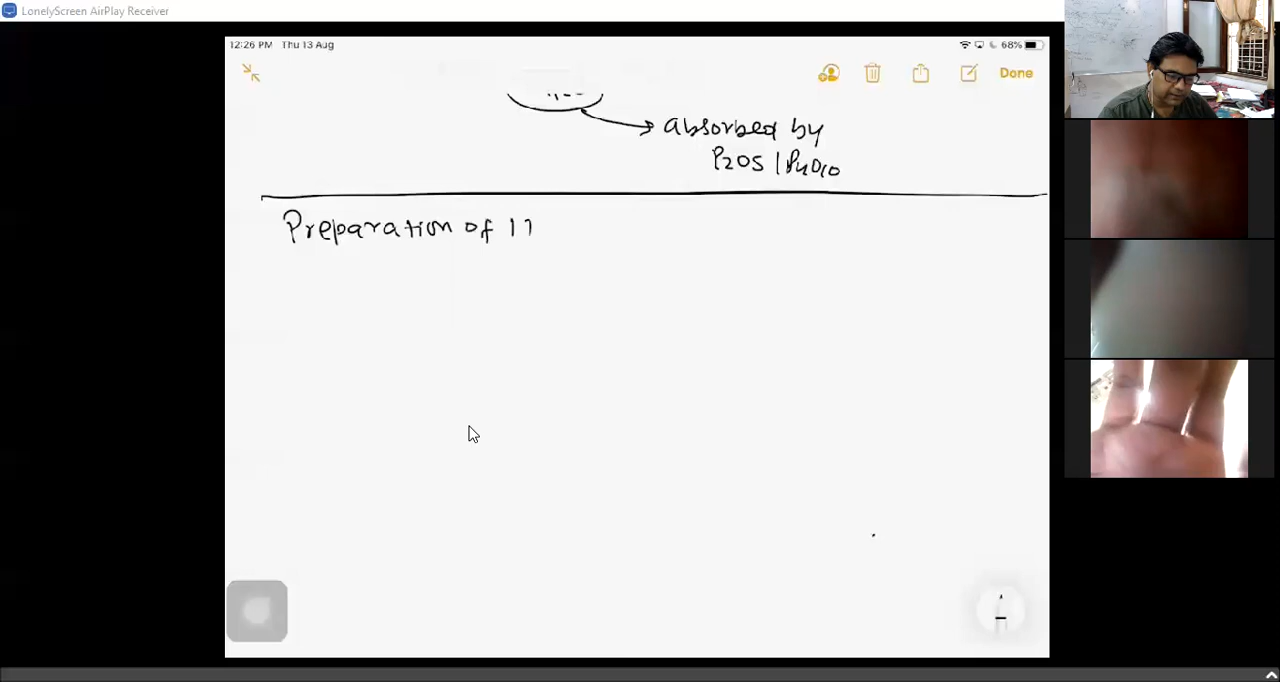 LonelyScreen AirPlay Receiver
12:26 PM Thu 13 Aug
68%
Done
Absorbed by
P2O5 | P4O10
Preparation of